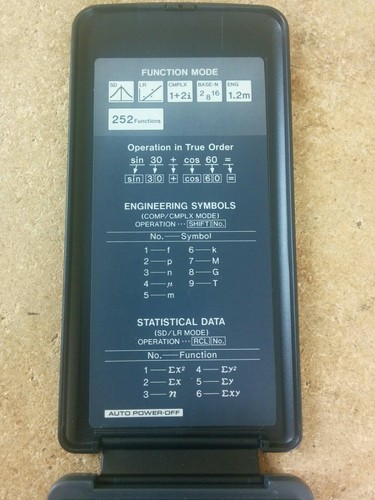 FUNCTION MODE
SD LR CMPLX BASE-N ENG
1+2i 2 8 16 1.2m
252 Functions
Operation in True Order
sin 30 + cos 60 =
sin 3 0 + cos 6 0 =
ENGINEERING SYMBOLS
(COMP/CMPLX MODE)
OPERATION ··· SHIFT No.
No. — Symbol
1 — f 6 — k
2 — p 7 — M
3 — n 8 — G
4 — μ 9 — T
5 — m
STATISTICAL DATA
(SD/LR MODE)
OPERATION ··· RCL No.
No. — Function
1 — Σx² 4 — Σy²
2 — Σx 5 — Σy
3 — n 6 — Σxy
AUTO POWER-OFF